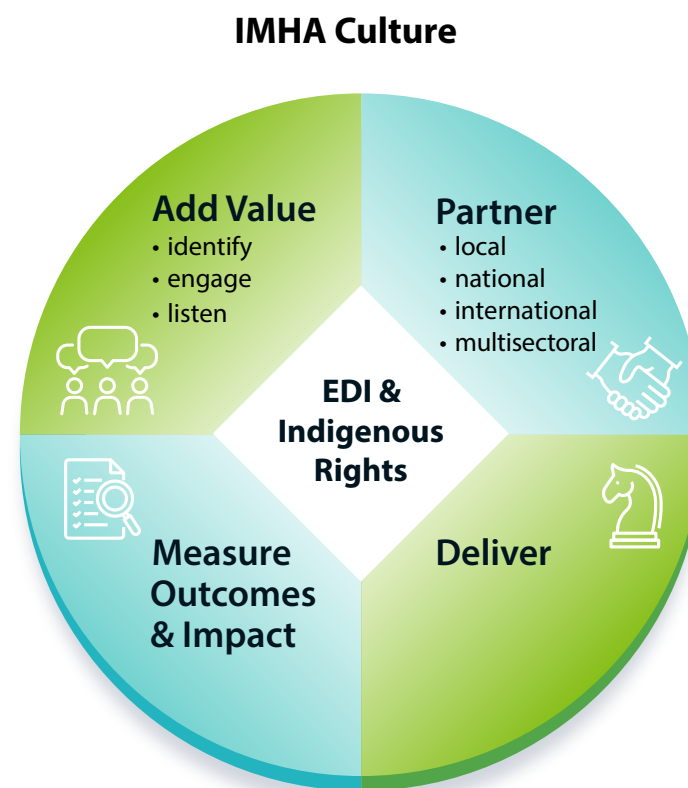 IMHA Culture
Add Value
• identify
• engage
• listen
Partner
• local
• national
• international
• multisectoral
EDI &
Indigenous
Rights
Measure
Outcomes
& Impact
Deliver